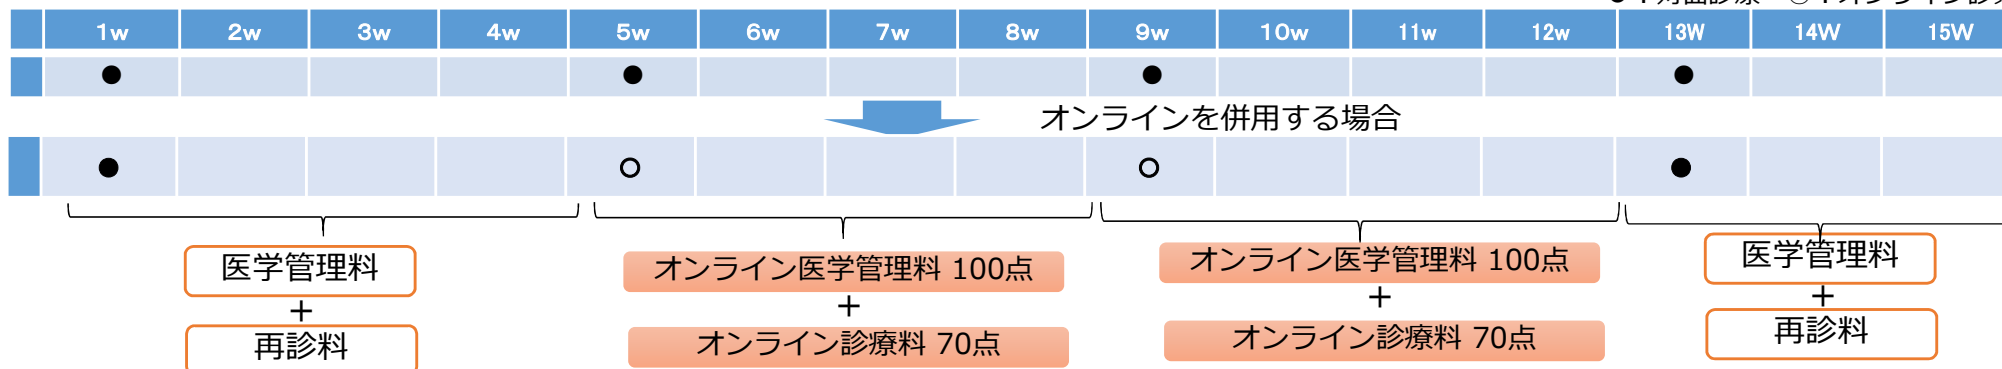 1w 2w 3w 4w 5w 6w 7w 8w 9w 10w 11w 12w 13W 14W 15W
オンラインを併用する場合
医学管理料
+
再診料
オンライン医学管理料 100点
+
オンライン診療料 70点
オンライン医学管理料 100点
+
オンライン診療料 70点
医学管理料
+
再診料